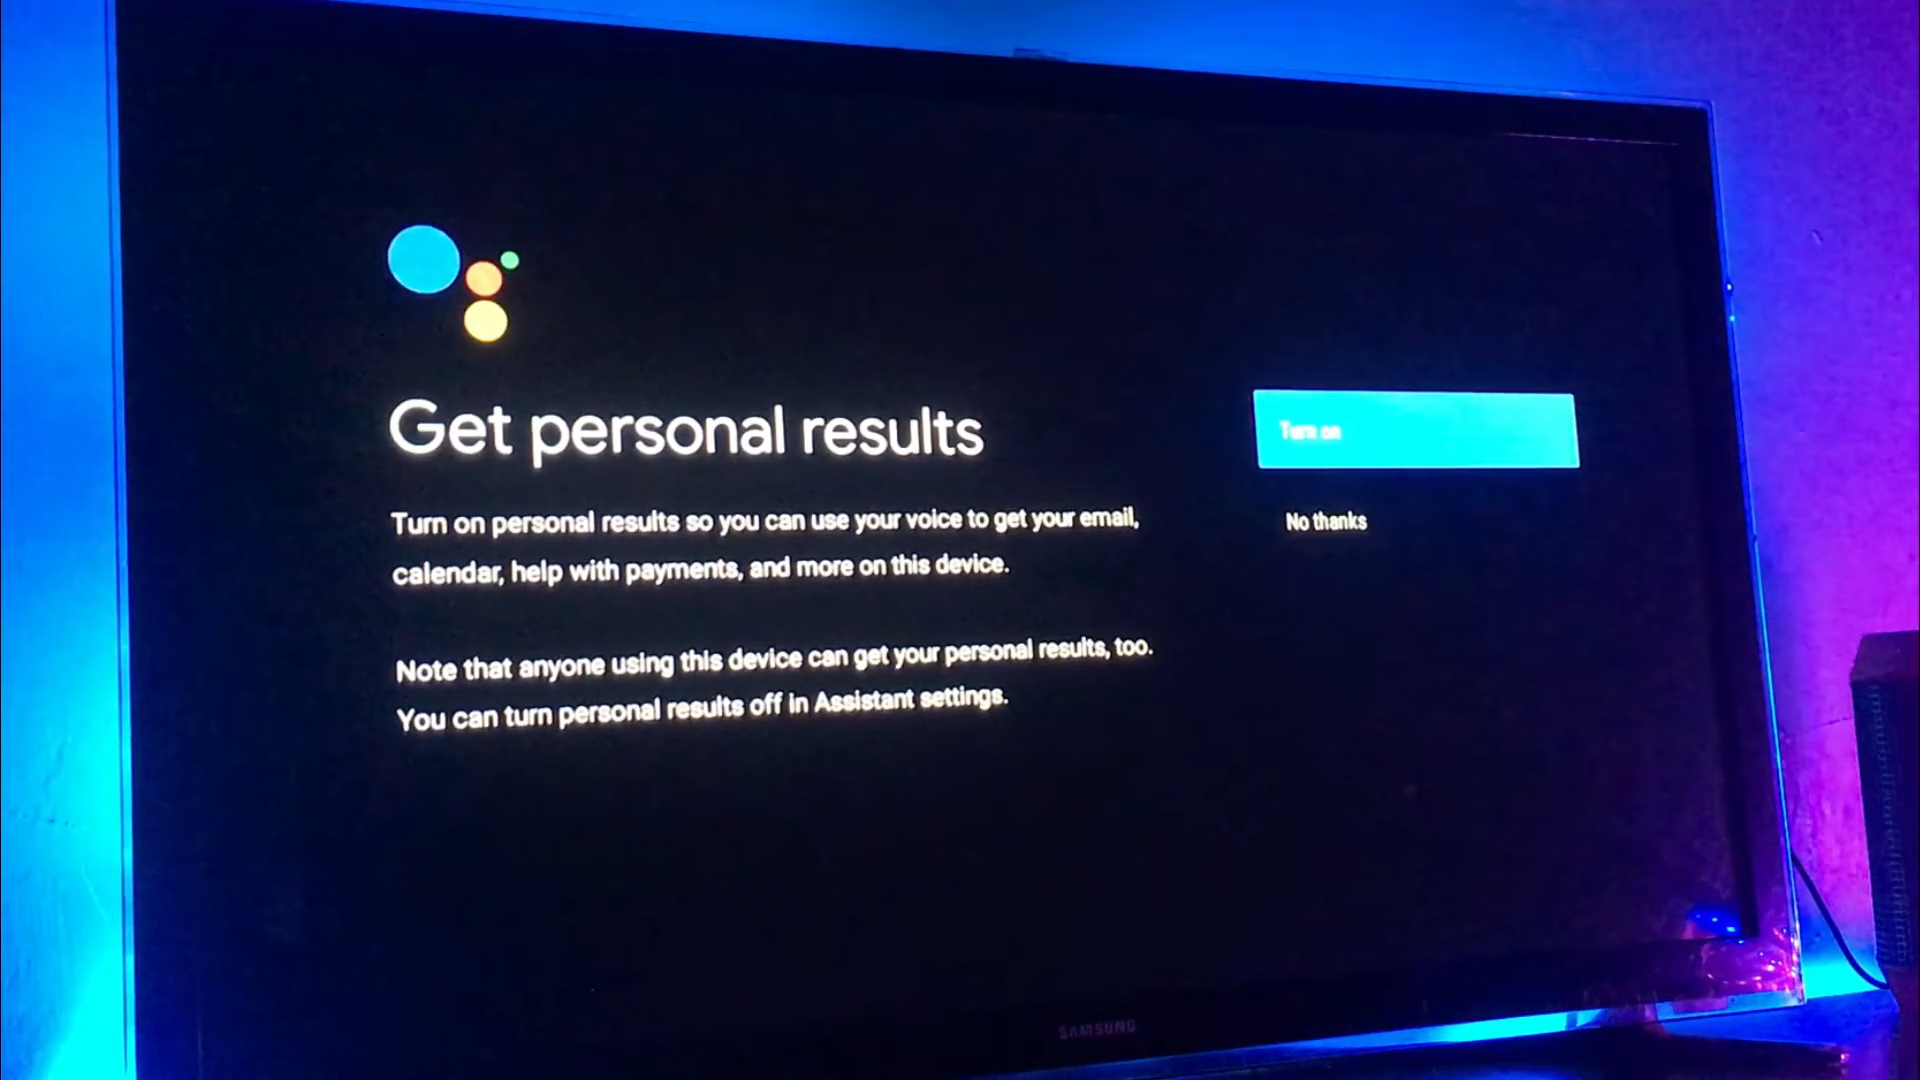 Get personal results
Turn on personal results so you can use your voice to get your email,
calendar, help with payments, and more on this device.
Note that anyone using this device can get your personal results, too.
You can turn personal results off in Assistant settings.
Turn on
No thanks
SAMSUNG